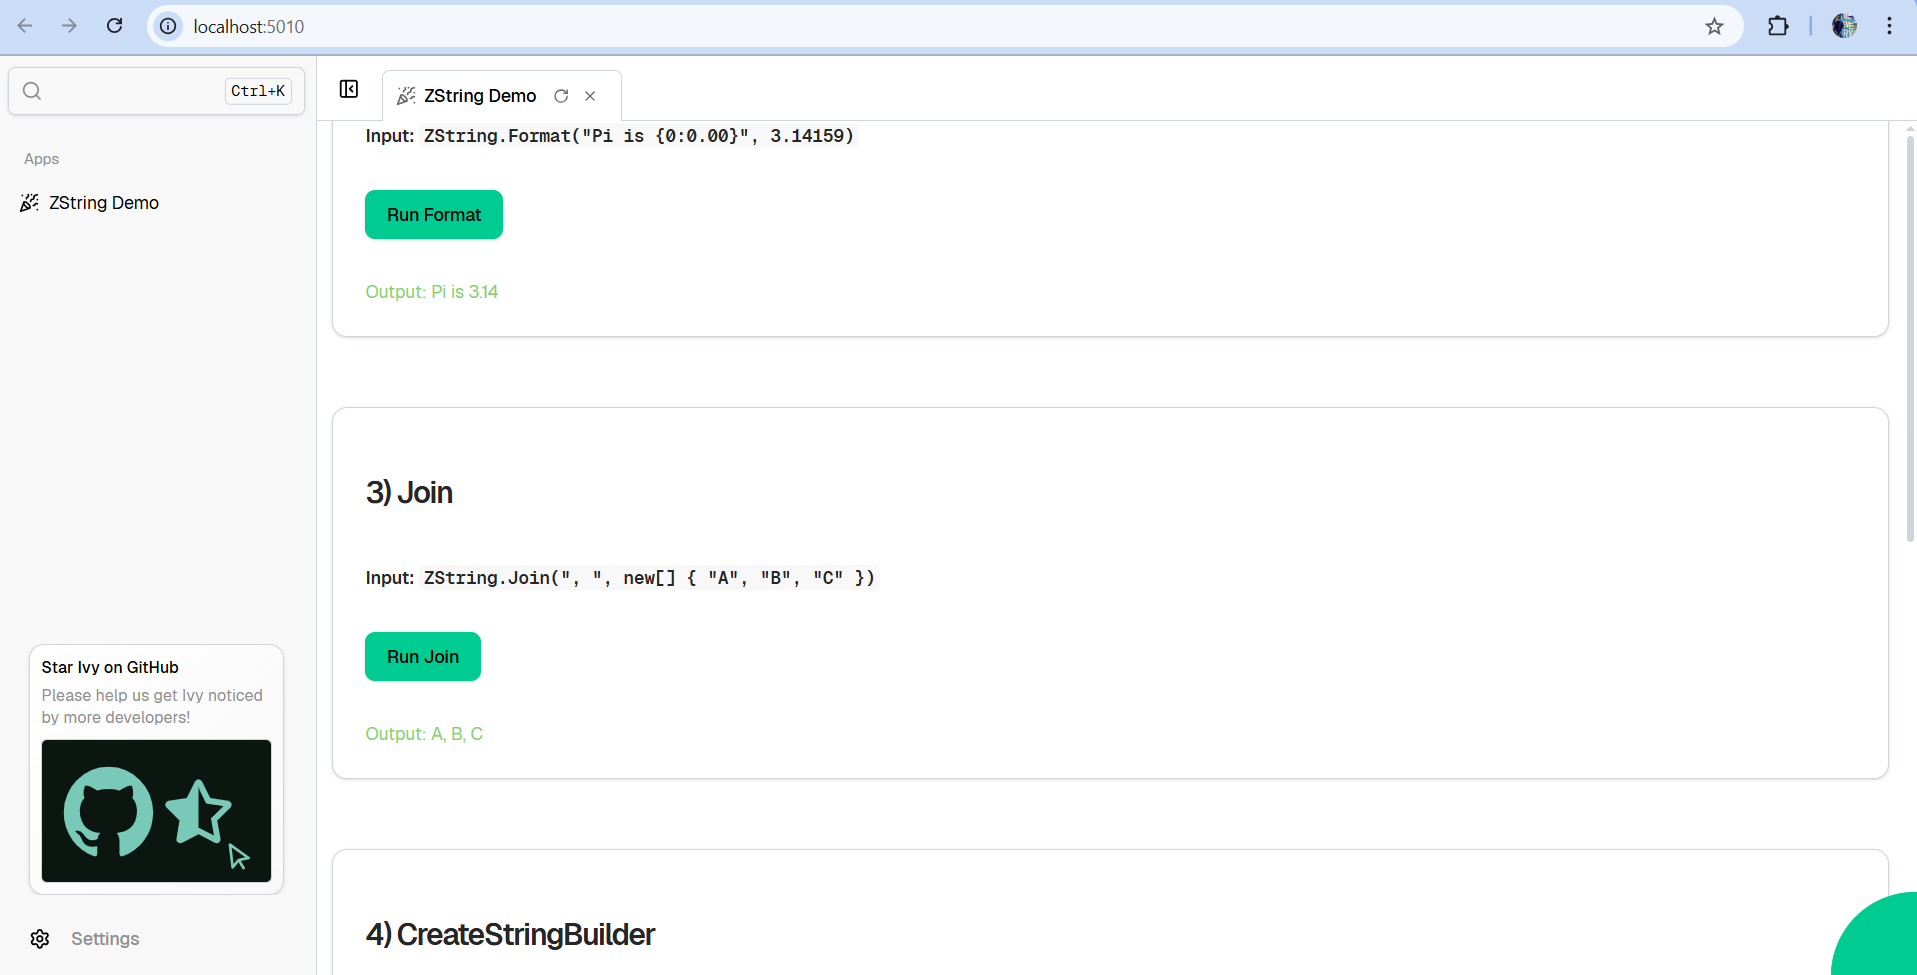 localhost:5010
Ctrl+K
Apps
ZString Demo
Star Ivy on GitHub
Please help us get Ivy noticed
by more developers!
Settings
ZString Demo
Input: ZString.Format("Pi is {0:0.00}", 3.14159)
Run Format
Output: Pi is 3.14
3) Join
Input: ZString.Join(", ", new[] { "A", "B", "C" })
Run Join
Output: A, B, C
4) CreateStringBuilder